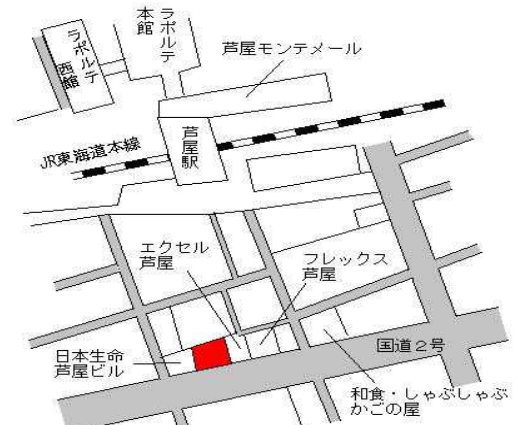 ラポルテ
本館
ラポルテ
西館
芦屋モンテメール
芦屋駅
JR東海道本線
エクセル
芦屋
フレックス
芦屋
日本生命
芦屋ビル
国道2号
和食・しゃぶしゃぶ
かごの屋